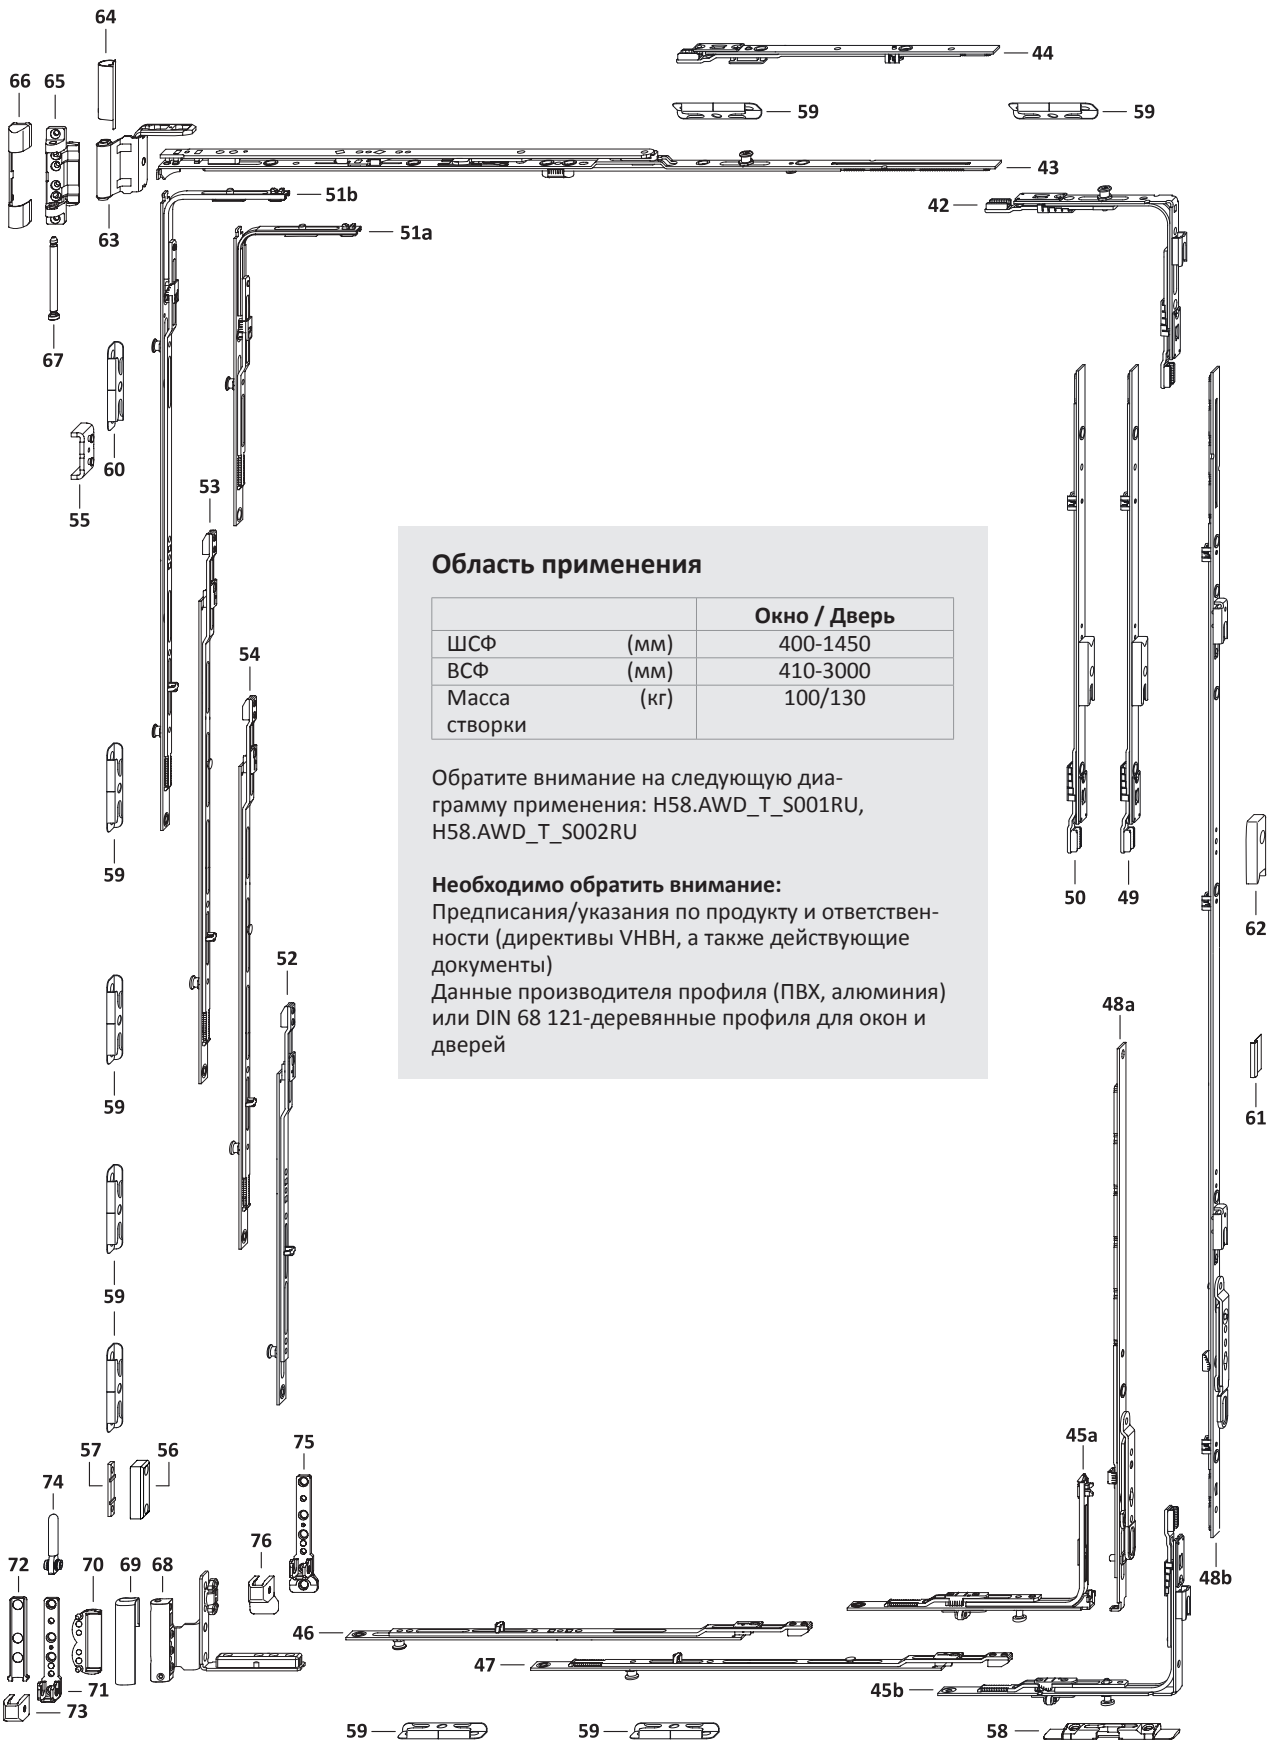 64
44
66 65
59
59
43
51b
42
51a
63
67
60
55
53
Область применения
Окно / Дверь
ШСФ (мм) 400-1450
ВСФ (мм) 410-3000
Масса (кг) 100/130
створки
54
Обратите внимание на следующую диа-
грамму применения: H58.AWD_T_S001RU,
H58.AWD_T_S002RU
59
Необходимо обратить внимание:
Предписания/указания по продукту и ответствен-
ности (директивы VHBH, а также действующие
документы)
Данные производителя профиля (ПВХ, алюминия)
или DIN 68 121-деревянные профиля для окон и
дверей
50 49
62
52
48a
59
61
59
45a
75
57 56
74
76
72 70 69 68
48b
46
47
71
45b
73
59
59
58